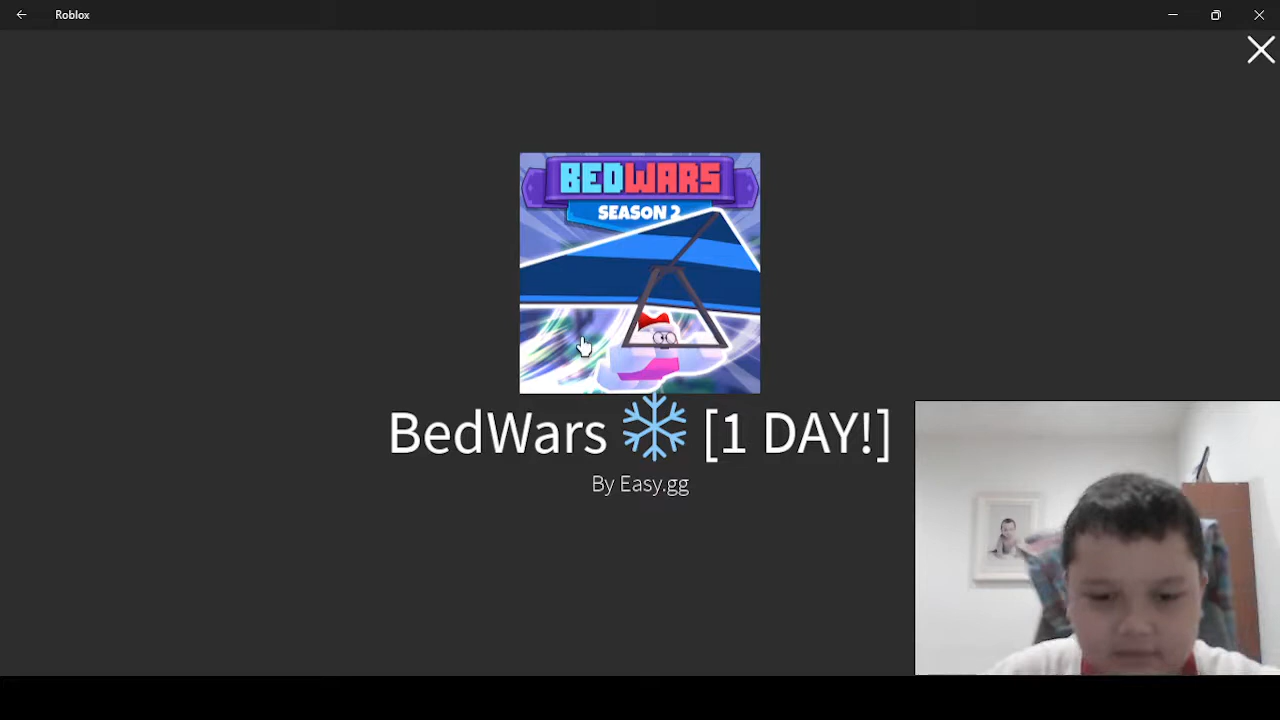 Roblox
BEDWARS
SEASON 2
BedWars ❄ [1 DAY!]
By Easy.gg